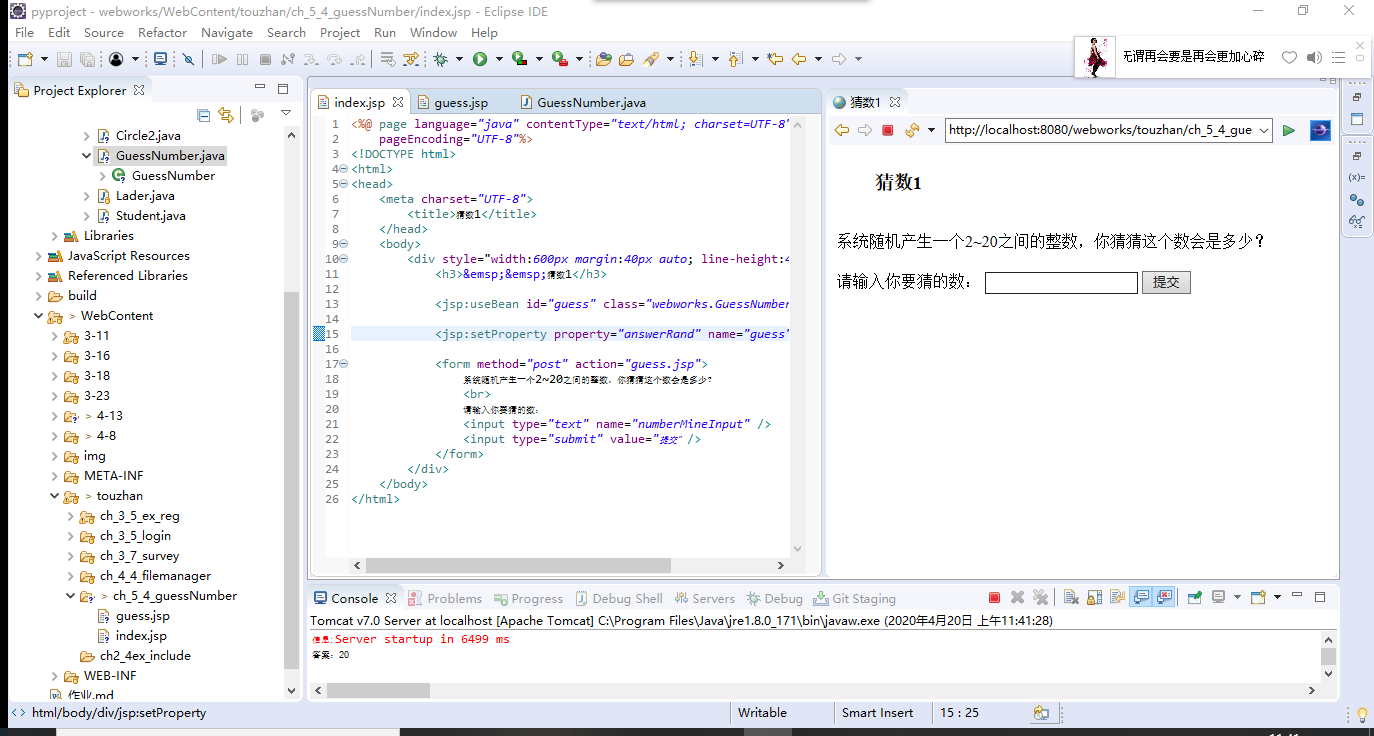 pyproject - webworks/WebContent/touzhan/ch_5_4_guessNumber/index.jsp - Eclipse IDE
File Edit Source Refactor Navigate Search Project Run Window Help
无谓再会要是再会更加心碎
Project Explorer
Circle2.java
GuessNumber.java
GuessNumber
Lader.java
Student.java
Libraries
JavaScript Resources
Referenced Libraries
build
> WebContent
3-11
3-16
3-18
3-23
> 4-13
> 4-8
img
META-INF
> touzhan
ch_3_5_ex_reg
ch_3_5_login
ch_3_7_survey
ch_4_4_filemanager
> ch_5_4_guessNumber
guess.jsp
index.jsp
ch2_4ex_include
WEB-INF
作业.md
index.jsp guess.jsp GuessNumber.java
1 <%@ page language="java" contentType="text/html; charset=UTF-8"
2 pageEncoding="UTF-8"%>
3 <!DOCTYPE html>
4 <html>
5 <head>
6 <meta charset="UTF-8">
7 <title>猜数1</title>
8 </head>
9 <body>
10 <div style="width:600px margin:40px auto; line-height:4
11 <h3>&emsp;&emsp;猜数1</h3>
12
13 <jsp:useBean id="guess" class="webworks.GuessNumber
14
15 <jsp:setProperty property="answerRand" name="guess"
16
17 <form method="post" action="guess.jsp">
18 系统随机产生一个2~20之间的整数，你猜猜这个数会是多少？
19 <br>
20 请输入你要猜的数：
21 <input type="text" name="numberMineInput" />
22 <input type="submit" value="提交" />
23 </form>
24 </div>
25 </body>
26 </html>
猜数1
http://localhost:8080/webworks/touzhan/ch_5_4_gue
猜数1
系统随机产生一个2~20之间的整数，你猜猜这个数会是多少？
请输入你要猜的数： 提交
(x)=
Console Problems Progress Debug Shell Servers Debug Git Staging
Tomcat v7.0 Server at localhost [Apache Tomcat] C:\Program Files\Java\jre1.8.0_171\bin\javaw.exe (2020年4月20日 上午11:41:28)
信息:Server startup in 6499 ms
答案：20
html/body/div/jsp:setProperty Writable Smart Insert 15 : 25